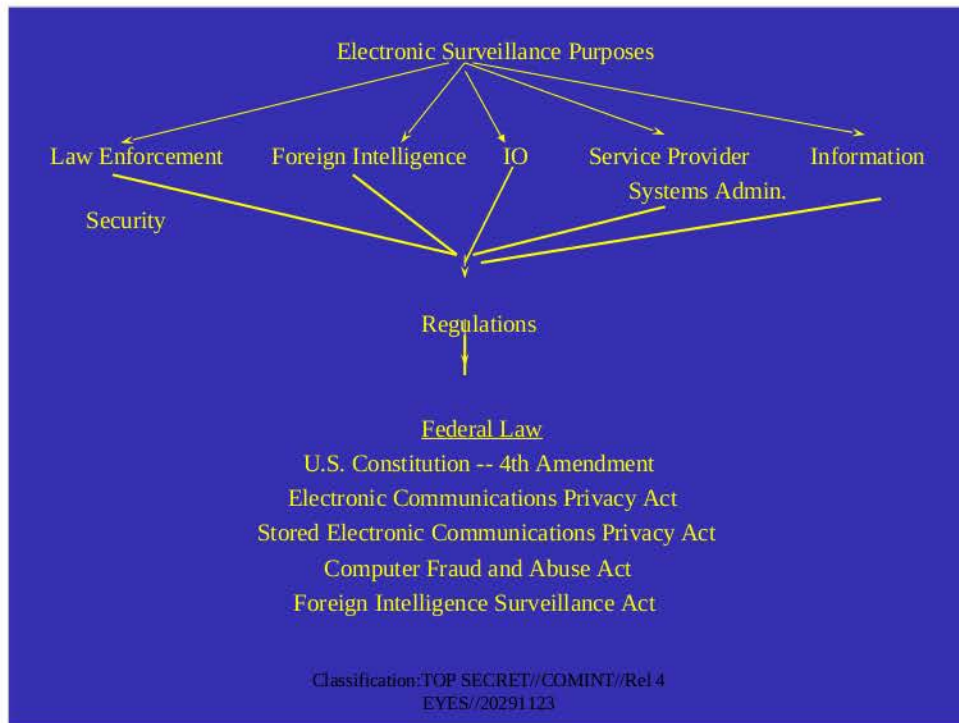 Electronic Surveillance Purposes
Law Enforcement Foreign Intelligence IO Service Provider Information
Systems Admin.
Security
Regulations
Federal Law
U.S. Constitution -- 4th Amendment
Electronic Communications Privacy Act
Stored Electronic Communications Privacy Act
Computer Fraud and Abuse Act
Foreign Intelligence Surveillance Act
Classification:TOP SECRET//COMINT//Rel 4
EYES//20291123